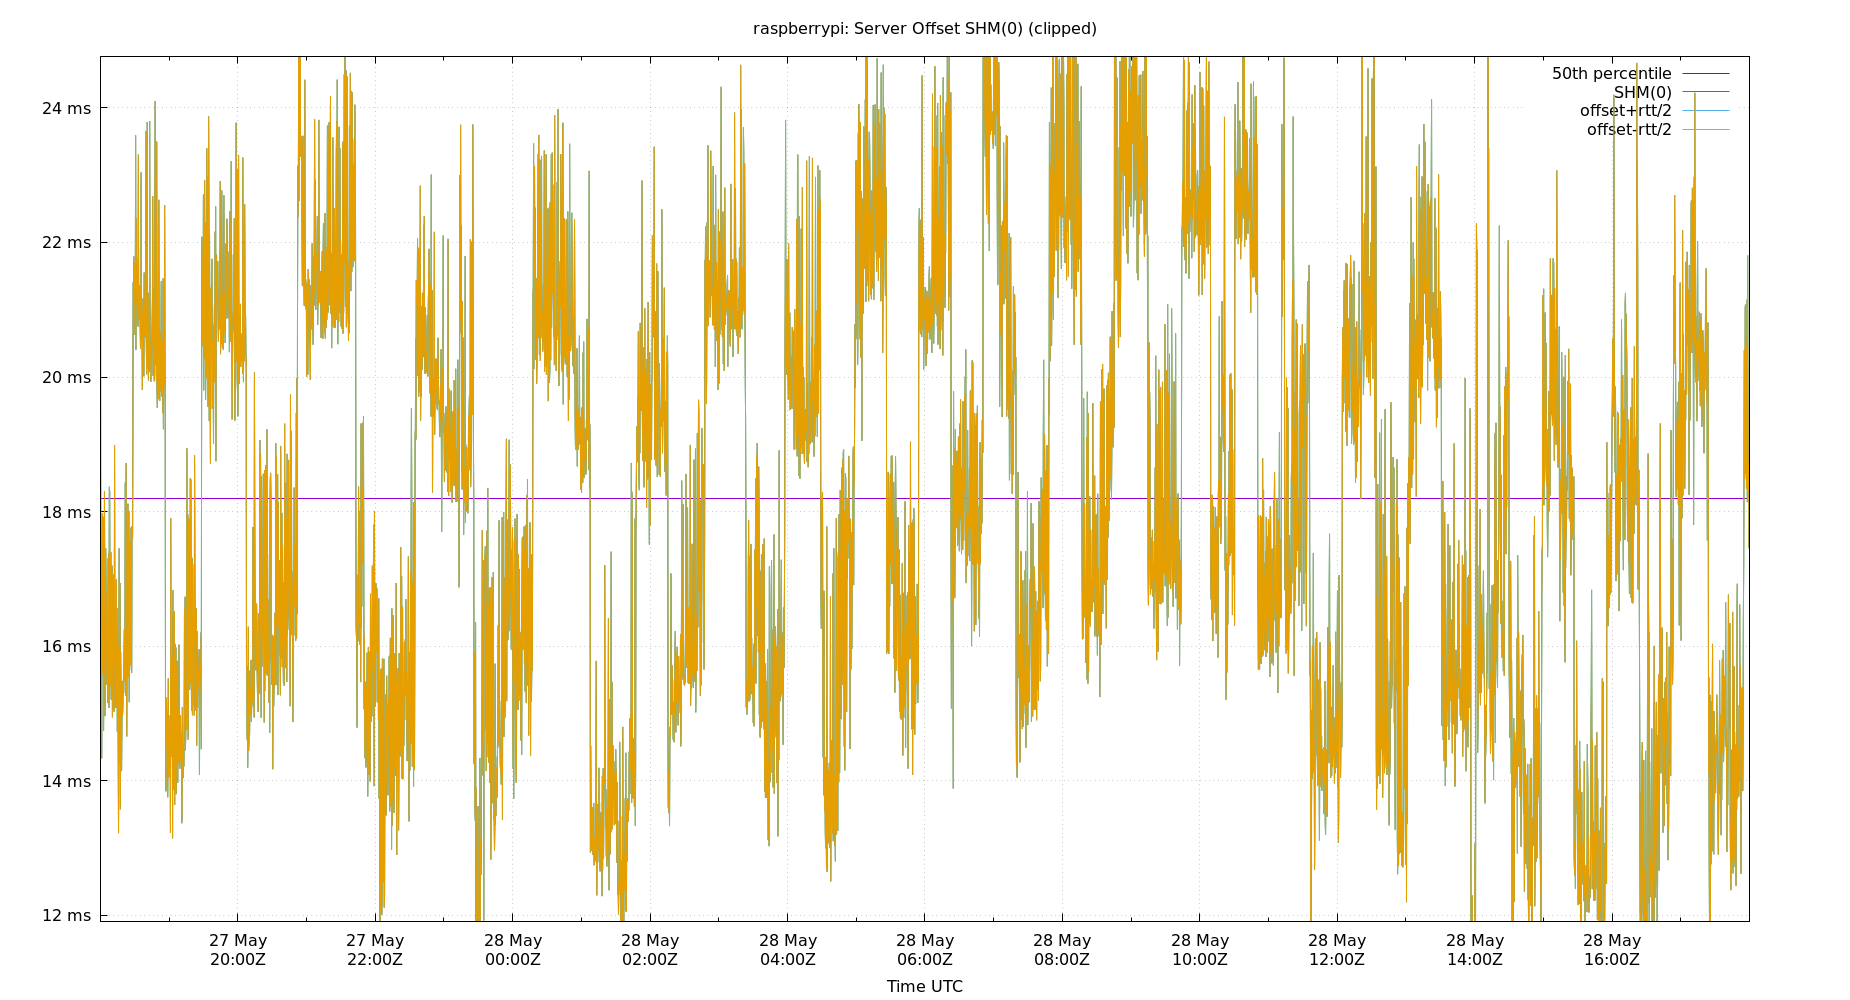 raspberrypi: Server Offset SHM(0) (clipped)
50th percentile
SHM(0)
offset+rtt/2
offset-rtt/2
24 ms
22 ms
20 ms
18 ms
16 ms
14 ms
12 ms
27 May 27 May 28 May 28 May 28 May 28 May 28 May 28 May 28 May 28 May 28 May
20:00Z 22:00Z 00:00Z 02:00Z 04:00Z 06:00Z 08:00Z 10:00Z 12:00Z 14:00Z 16:00Z
Time UTC